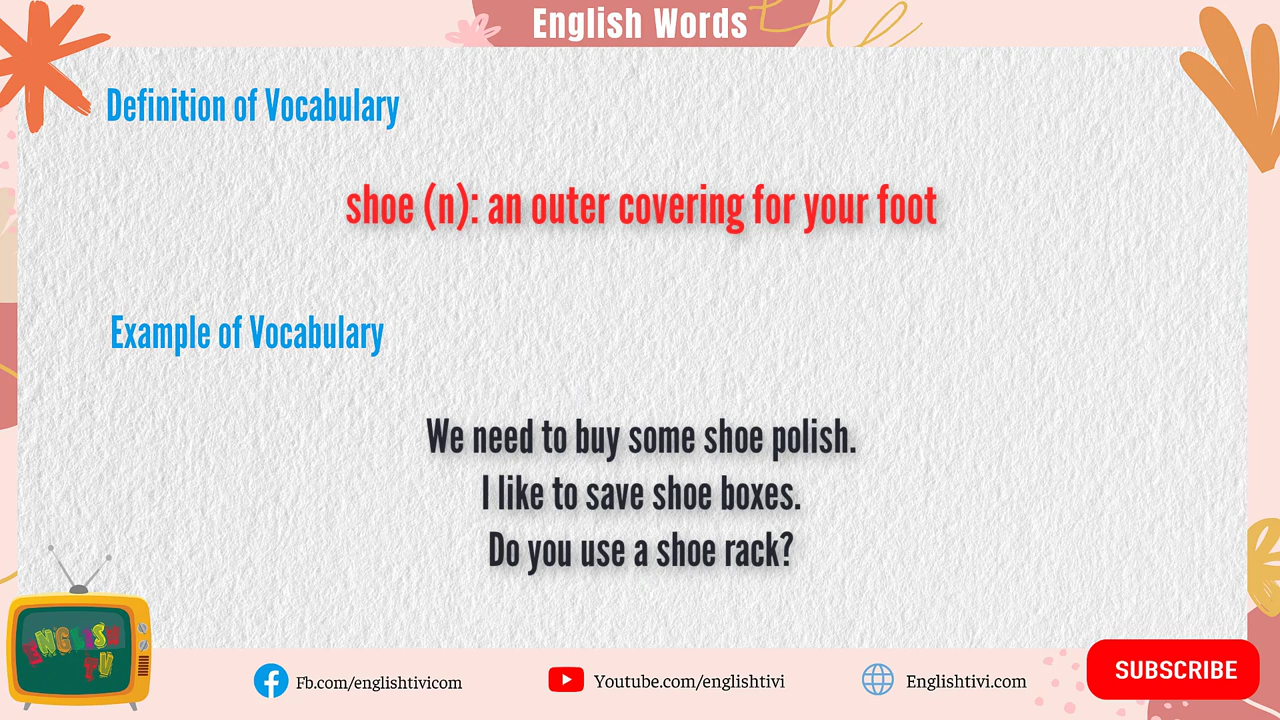 English Words
Definition of Vocabulary
shoe (n): an outer covering for your foot
Example of Vocabulary
We need to buy some shoe polish.
I like to save shoe boxes.
Do you use a shoe rack?
ENGLISH
TV
Fb.com/englishtivicom
Youtube.com/englishtivi
Englishtivi.com
SUBSCRIBE